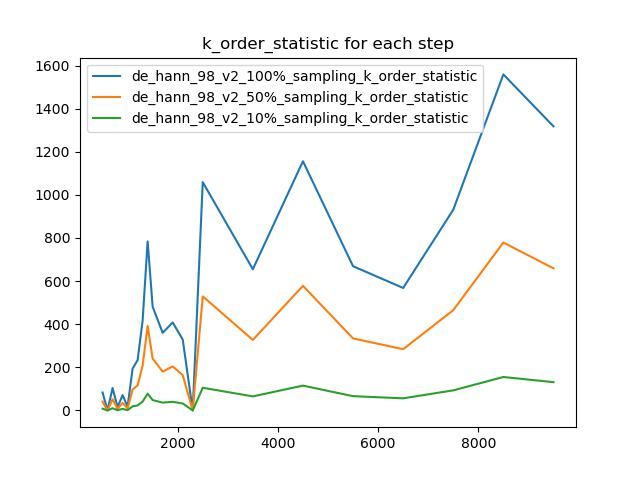 k_order_statistic for each step
de_hann_98_v2_100%_sampling_k_order_statistic
de_hann_98_v2_50%_sampling_k_order_statistic
de_hann_98_v2_10%_sampling_k_order_statistic
1600
1400
1200
1000
800
600
400
200
0
2000 4000 6000 8000